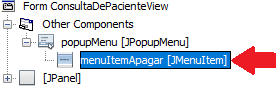 Form ConsultaDePacienteView
Other Components
popupMenu [JPopupMenu]
menuItemApagar [JMenuItem]
[JPanel]